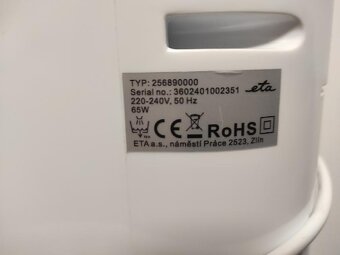 TYP: 256890000
Serial no.: 3602401002351
eta
220-240V, 50 Hz
65W
CE RoHS
ETA a.s., náměstí Práce 2523, Zlín